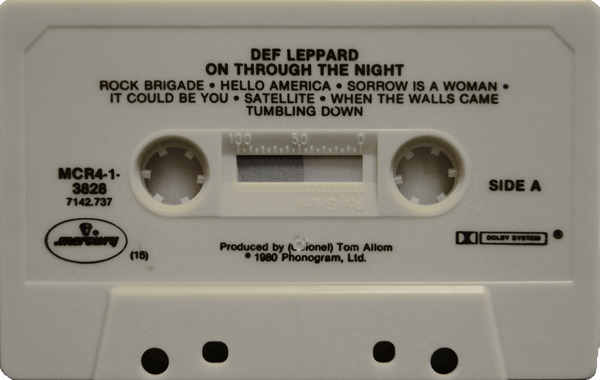 DEF LEPPARD
ON THROUGH THE NIGHT
ROCK BRIGADE • HELLO AMERICA • SORROW IS A WOMAN •
IT COULD BE YOU • SATELLITE • WHEN THE WALLS CAME
TUMBLING DOWN
100 50 0
MCR4-1-
3828
7142.737
SIDE A
PolyGram
mercury
(15)
Produced by (Colonel) Tom Allom
℗ 1980 Phonogram, Ltd.
DOLBY SYSTEM ®